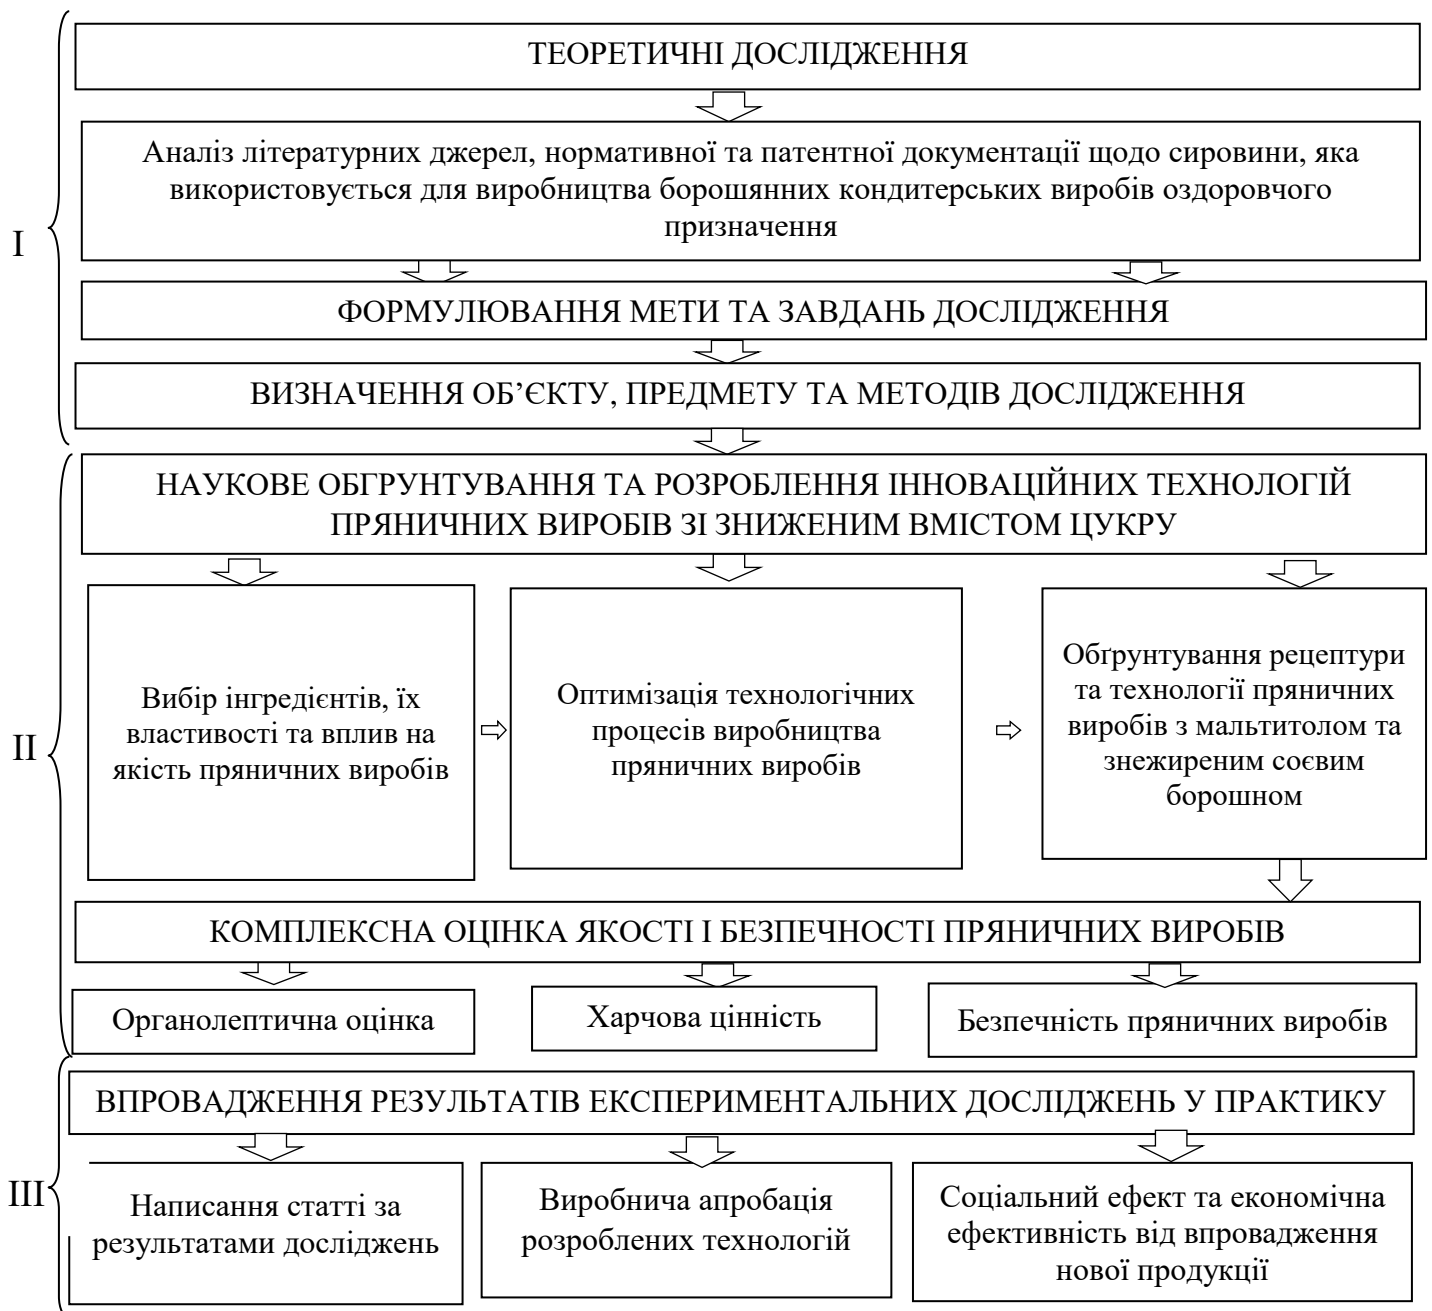 ТЕОРЕТИЧНІ ДОСЛІДЖЕННЯ
Аналіз літературних джерел, нормативної та патентної документації щодо сировини, яка
використовується для виробництва борошянних кондитерських виробів оздоровчого
призначення
I
ФОРМУЛЮВАННЯ МЕТИ ТА ЗАВДАНЬ ДОСЛІДЖЕННЯ
ВИЗНАЧЕННЯ ОБ’ЄКТУ, ПРЕДМЕТУ ТА МЕТОДІВ ДОСЛІДЖЕННЯ
НАУКОВЕ ОБГРУНТУВАННЯ ТА РОЗРОБЛЕННЯ ІННОВАЦІЙНИХ ТЕХНОЛОГІЙ
ПРЯНИЧНИХ ВИРОБІВ ЗІ ЗНИЖЕНИМ ВМІСТОМ ЦУКРУ
II
Вибір інгредієнтів, їх
властивості та вплив на
якість пряничних виробів
Оптимізація технологічних
процесів виробництва
пряничних виробів
Обґрунтування рецептури
та технології пряничних
виробів з мальтитолом та
знежиреним соєвим
борошном
КОМПЛЕКСНА ОЦІНКА ЯКОСТІ І БЕЗПЕЧНОСТІ ПРЯНИЧНИХ ВИРОБІВ
Органолептична оцінка
Харчова цінність
Безпечність пряничних виробів
ВПРОВАДЖЕННЯ РЕЗУЛЬТАТІВ ЕКСПЕРИМЕНТАЛЬНИХ ДОСЛІДЖЕНЬ У ПРАКТИКУ
III
Написання статті за
результатами досліджень
Виробнича апробація
розроблених технологій
Соціальний ефект та економічна
ефективність від впровадження
нової продукції